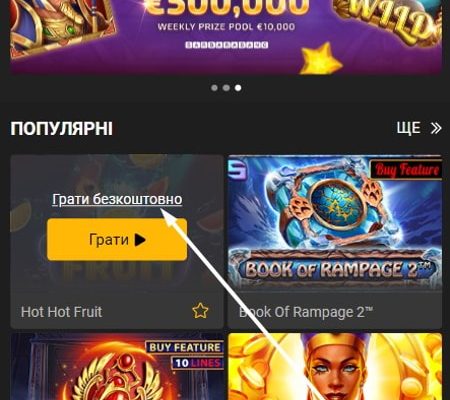 €500,000
WEEKLY PRIZE POOL €10,000
BARBARABANG
WILD
ПОПУЛЯРНІ
ЩЕ
Грати безкоштовно
Грати
FRUIT
Hot Hot Fruit
Buy Feature
BOOK OF RAMPAGE 2™
Book Of Rampage 2™
BUY FEATURE
10 LINES